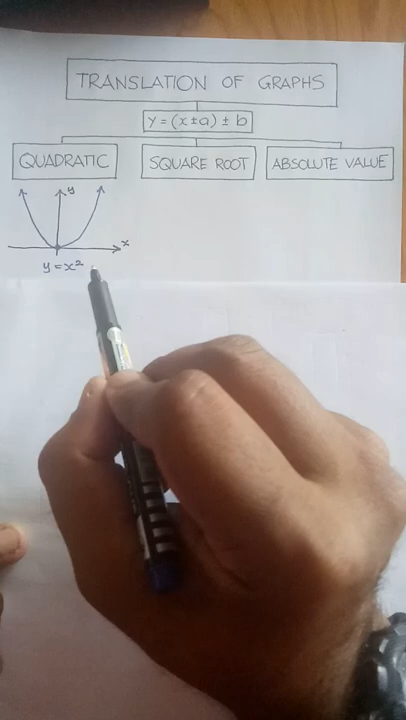 TRANSLATION OF GRAPHS
y = (x±a) ± b
QUADRATIC
SQUARE ROOT
ABSOLUTE VALUE
y
x
y = x²